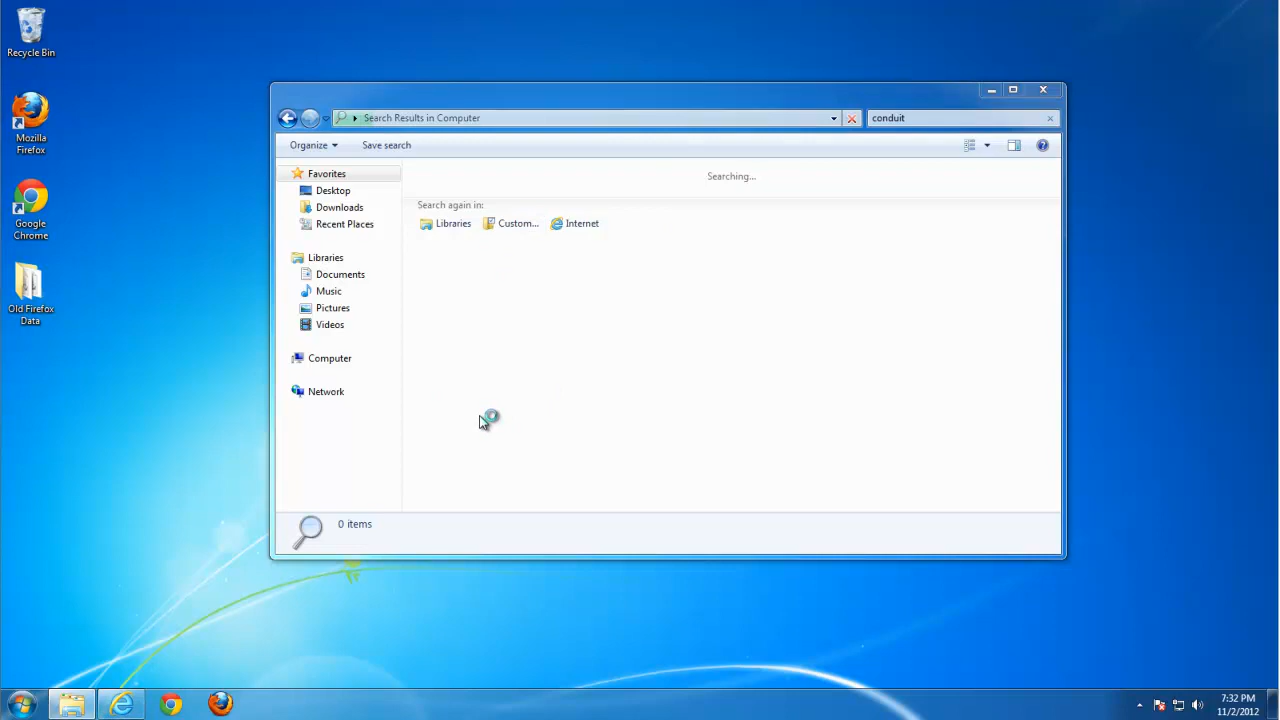 Recycle Bin
Mozilla
Firefox
Google
Chrome
Old Firefox
Data
Search Results in Computer
conduit
Organize
Save search
Favorites
Desktop
Downloads
Recent Places
Libraries
Documents
Music
Pictures
Videos
Computer
Network
Searching...
Search again in:
Libraries
Custom...
Internet
0 items
7:32 PM
11/2/2012